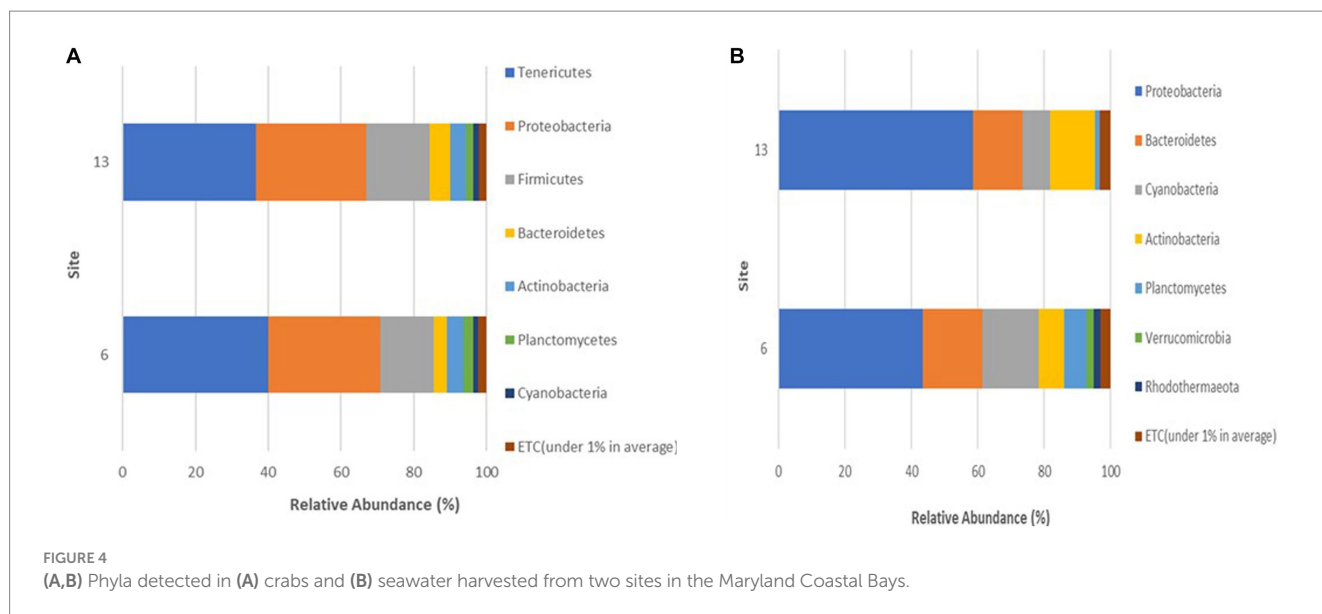 A
Tenericutes
Proteobacteria
Firmicutes
Bacteroidetes
Actinobacteria
Planctomycetes
Cyanobacteria
ETC(under 1% in average)
13
6
Site
0 20 40 60 80 100
Relative Abundance (%)
B
Proteobacteria
Bacteroidetes
Cyanobacteria
Actinobacteria
Planctomycetes
Verrucomicrobia
Rhodothermaeota
ETC(under 1% in average)
13
6
Site
0 20 40 60 80 100
Relative Abundance (%)
FIGURE 4
(A,B) Phyla detected in (A) crabs and (B) seawater harvested from two sites in the Maryland Coastal Bays.